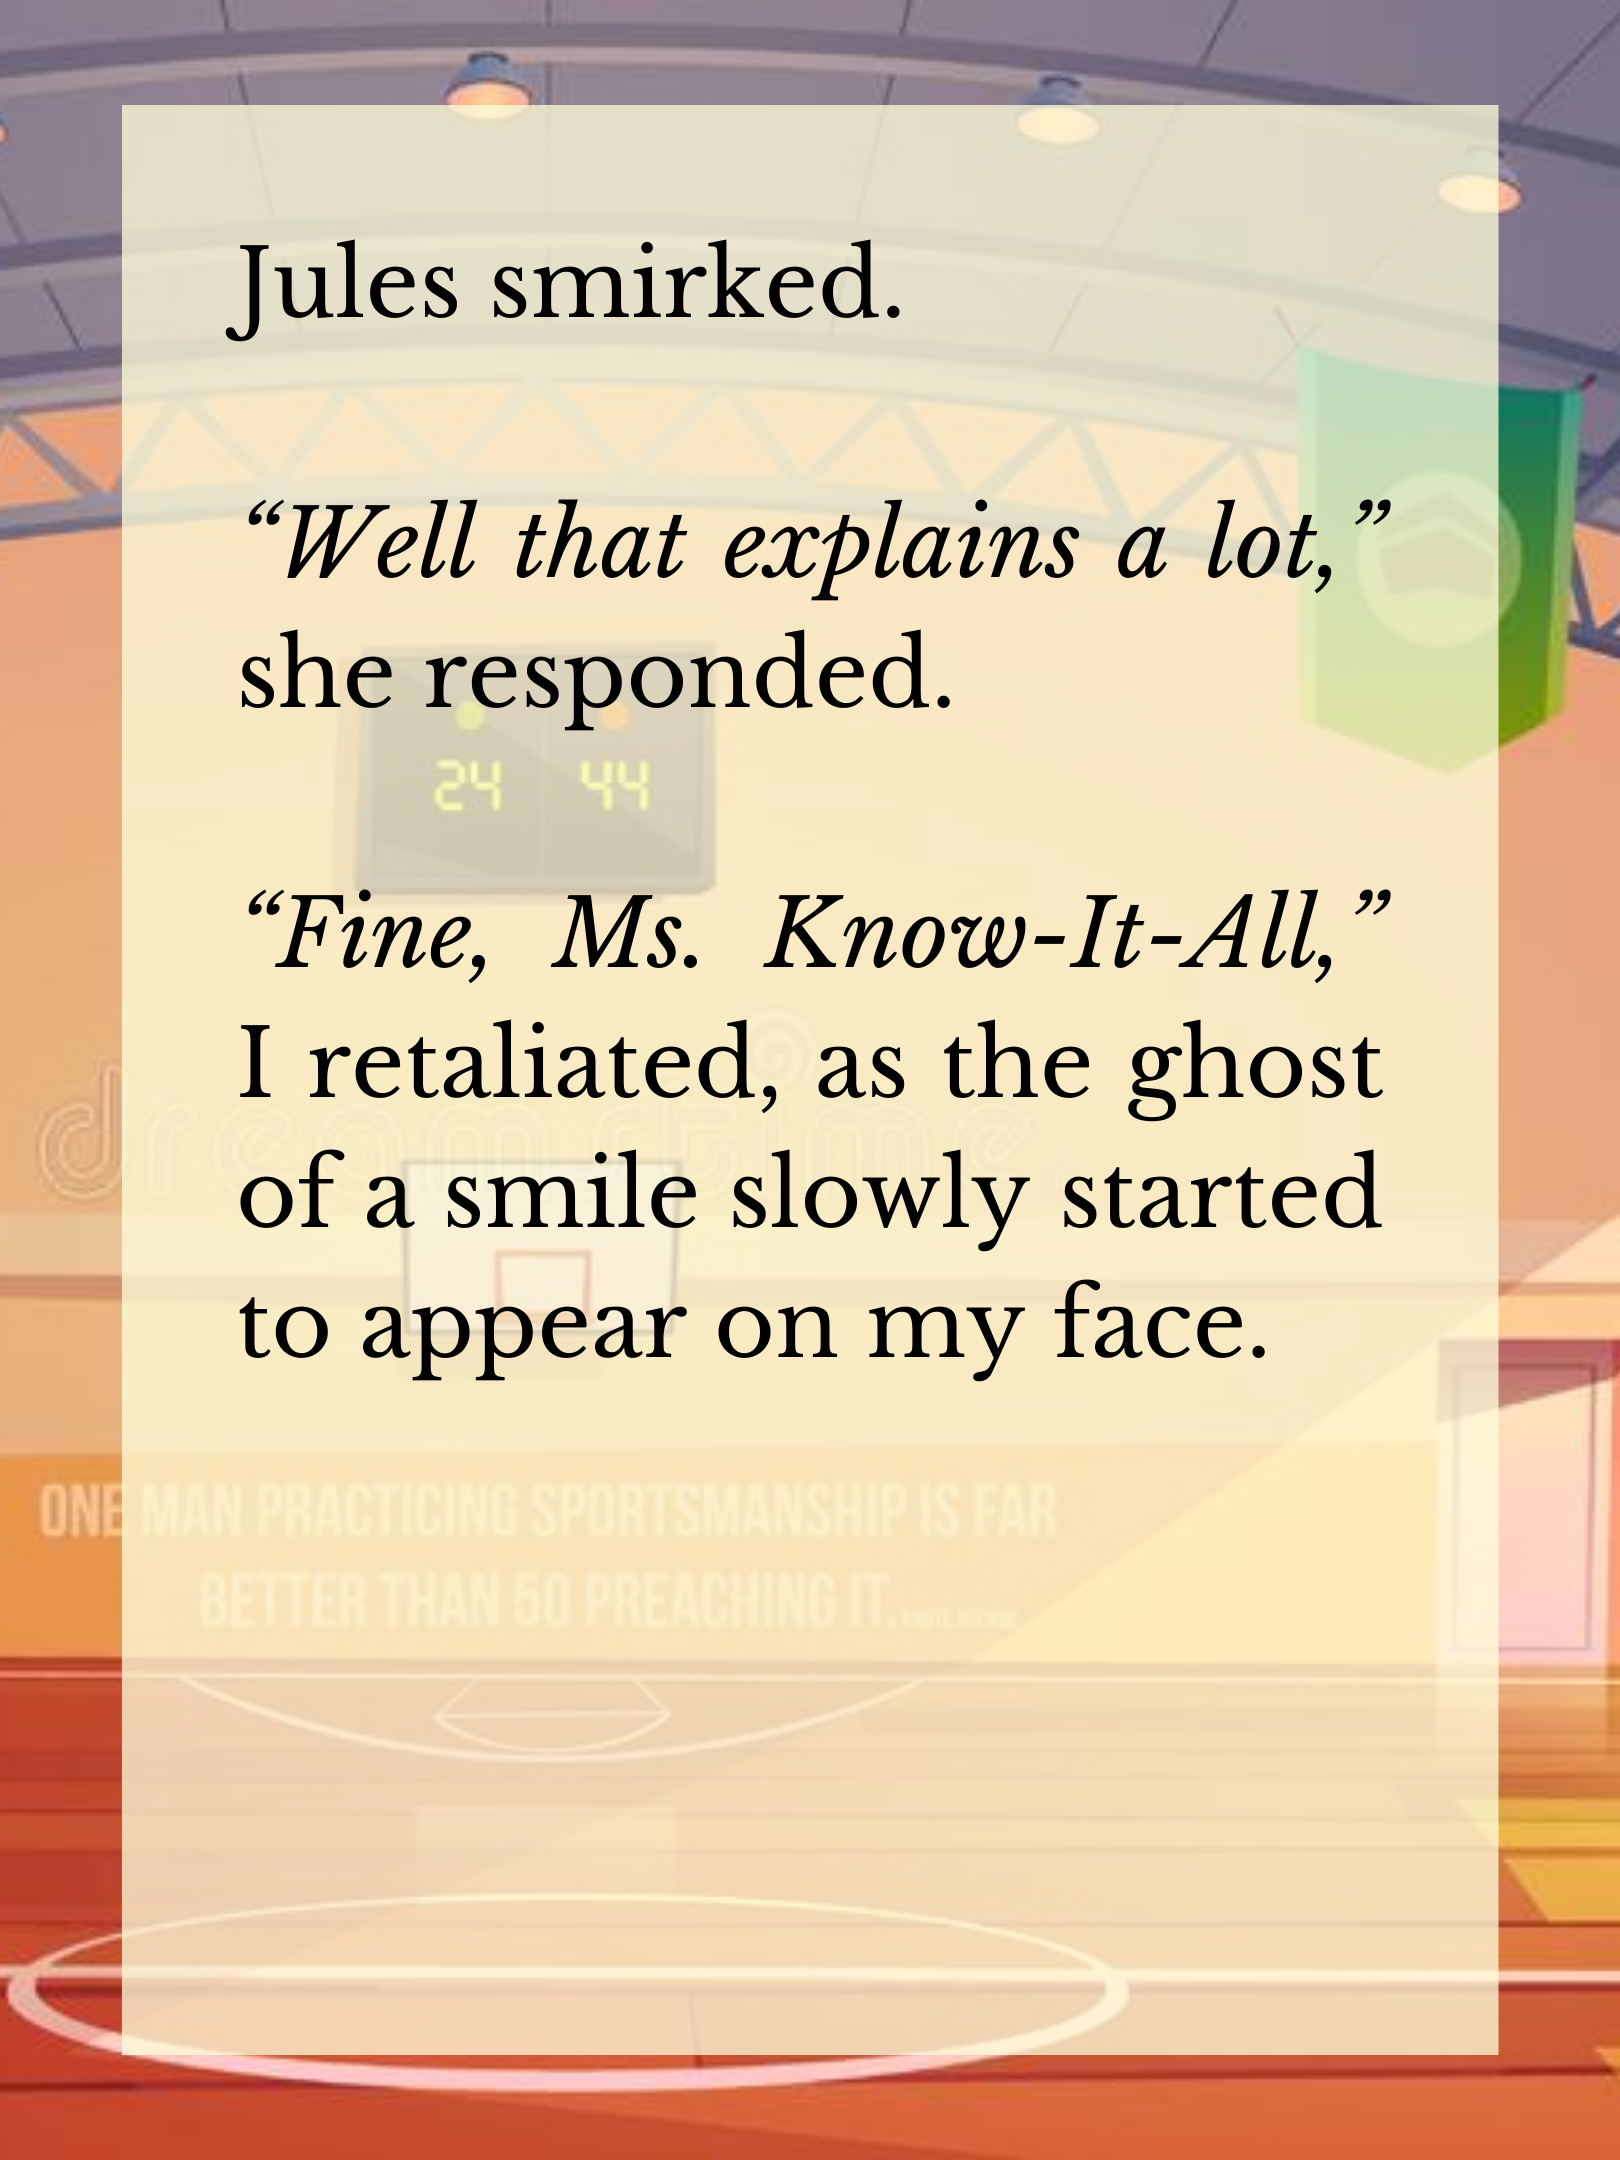 Jules smirked.
“Well that explains a lot,”
she responded.
24 44
“Fine, Ms. Know-It-All,”
I retaliated, as the ghost
of a smile slowly started
to appear on my face.
dreamstime
ONE MAN PRACTICING SPORTSMANSHIP IS FAR
BETTER THAN 50 PREACHING IT.